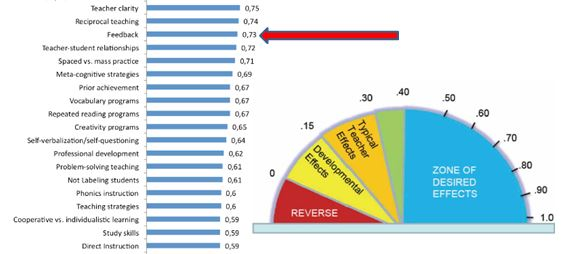 Teacher clarity 0,75
Reciprocal teaching 0,74
Feedback 0,73
Teacher-student relationships 0,72
Spaced vs. mass practice 0,71
Meta-cognitive strategies 0,69
Prior achievement 0,67
Vocabulary programs 0,67
Repeated reading programs 0,67
Creativity programs 0,65
Self-verbalization/self-questioning 0,64
Professional development 0,62
Problem-solving teaching 0,61
Not Labeling students 0,61
Phonics instruction 0,6
Teaching strategies 0,6
Cooperative vs. individualistic learning 0,59
Study skills 0,59
Direct Instruction 0,59
0
.15
.30
.40
.50
.60
.70
.80
.90
1.0
REVERSE
Developmental
Effects
Typical
Teacher
Effects
ZONE OF
DESIRED
EFFECTS